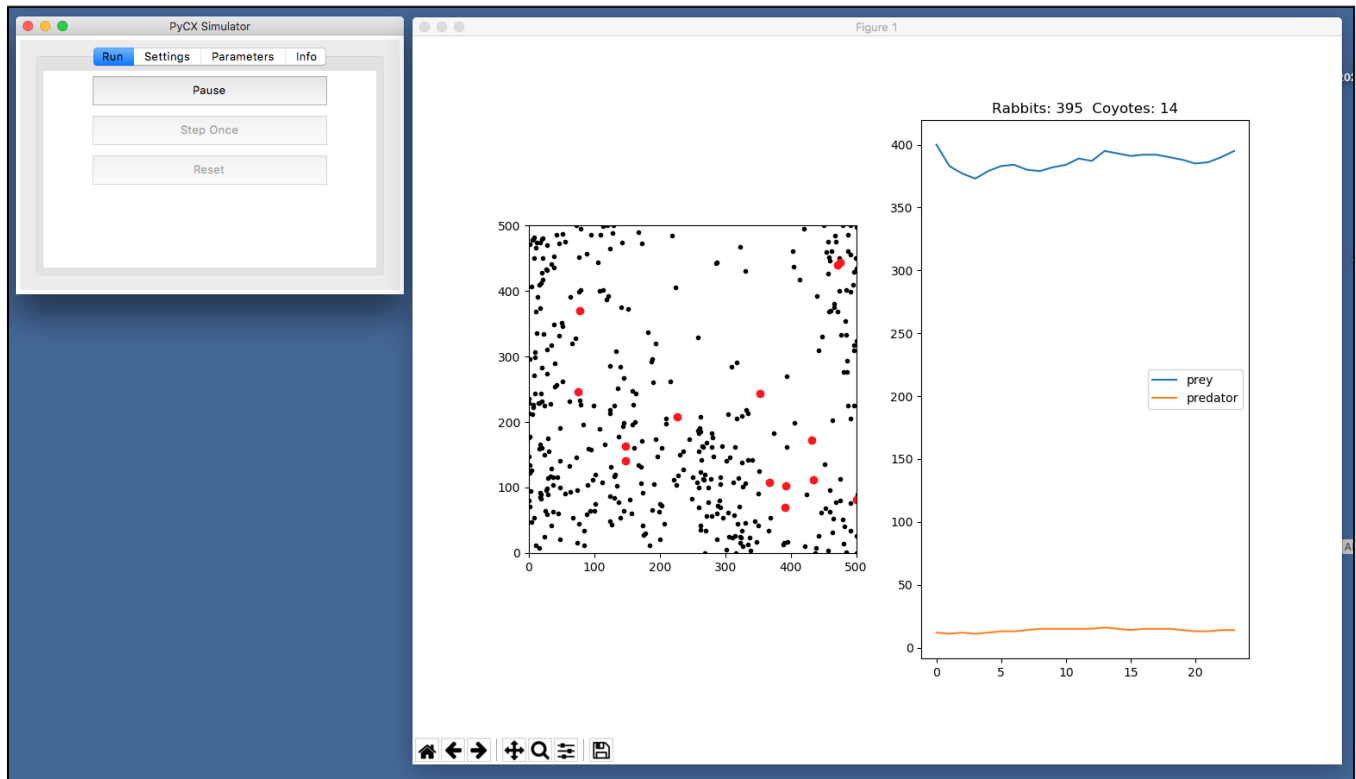 PyCX Simulator
Run Settings Parameters Info
Pause
Step Once
Reset
Figure 1
Rabbits: 395 Coyotes: 14
400
350
300
250
200
150
100
50
0
0 5 10 15 20
prey
predator
500
400
300
200
100
0
0 100 200 300 400 500